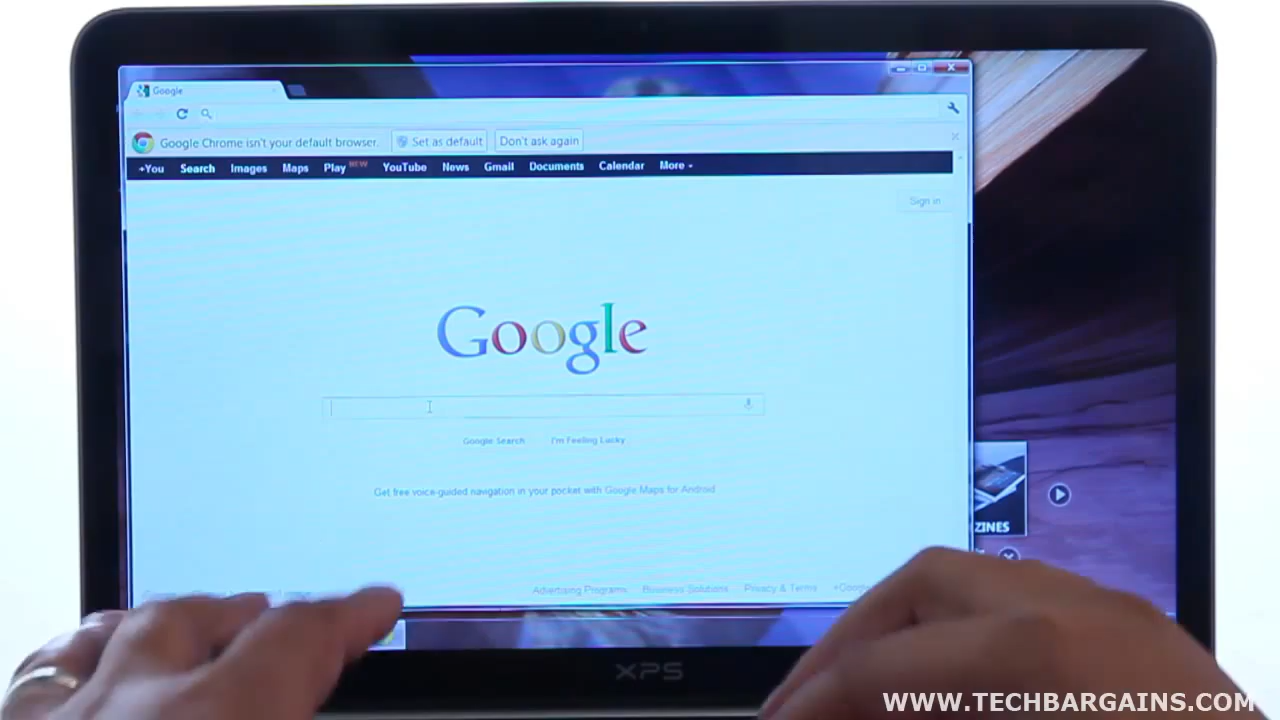 Google
Google Chrome isn't your default browser.
Set as default
Don't ask again
+You Search Images Maps Play NEW YouTube News Gmail Documents Calendar More
Sign in
Google
Google Search I'm Feeling Lucky
Get free voice-guided navigation in your pocket with Google Maps for Android
ZINES
Advertising Programs Business Solutions Privacy & Terms +Google
XPS
WWW.TECHBARGAINS.COM